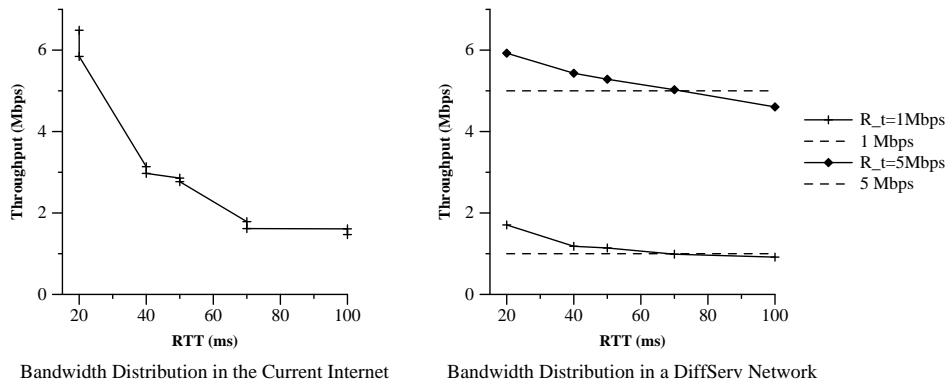 6
4
2
0
20
40
60
80
100
Throughput (Mbps)
RTT (ms)
Bandwidth Distribution in the Current Internet
6
4
2
0
20
40
60
80
100
Throughput (Mbps)
RTT (ms)
R_t=1Mbps
1 Mbps
R_t=5Mbps
5 Mbps
Bandwidth Distribution in a DiffServ Network